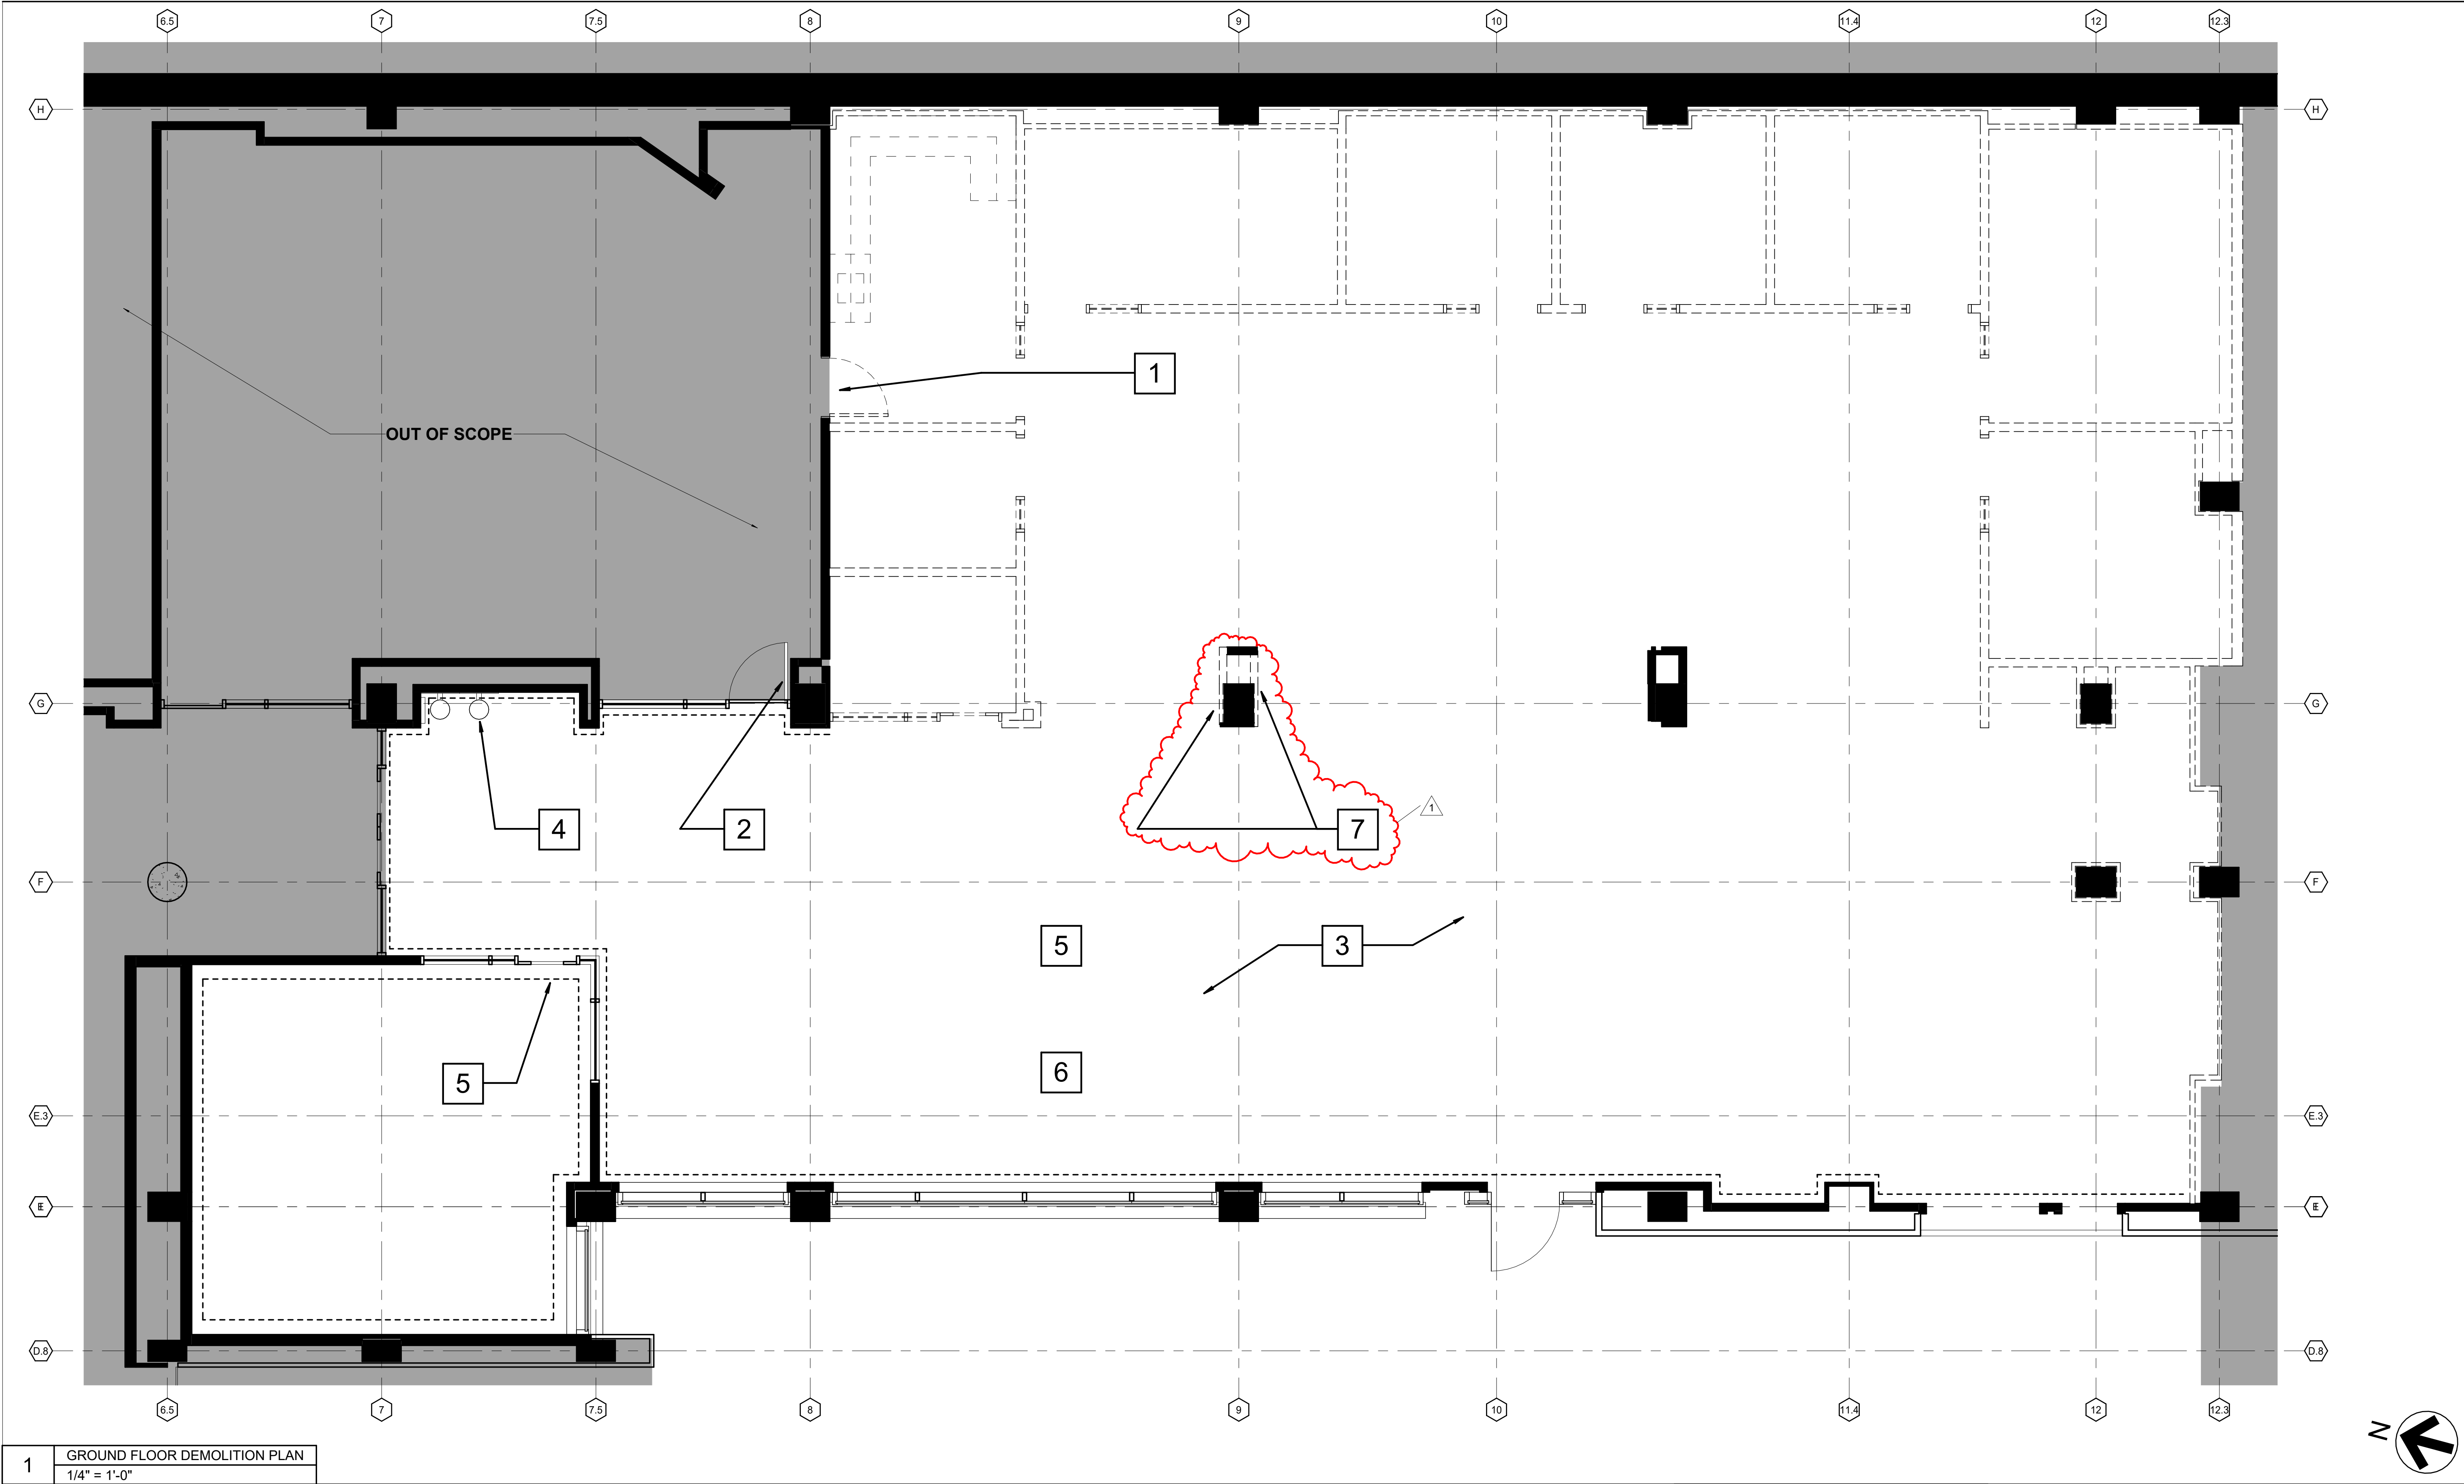 6.5 7 7.5 8 9 10 11.4 12 12.3
H H
1
OUT OF SCOPE
G G
4 2 7 1
F F
5 3
6
5
E.3 E.3
E E
D.8 D.8
6.5 7 7.5 8 9 10 11.4 12 12.3
N
1 GROUND FLOOR DEMOLITION PLAN
1/4" = 1'-0"